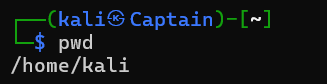 ┌──(kali㉿Captain)-[~]
└─$ pwd
/home/kali